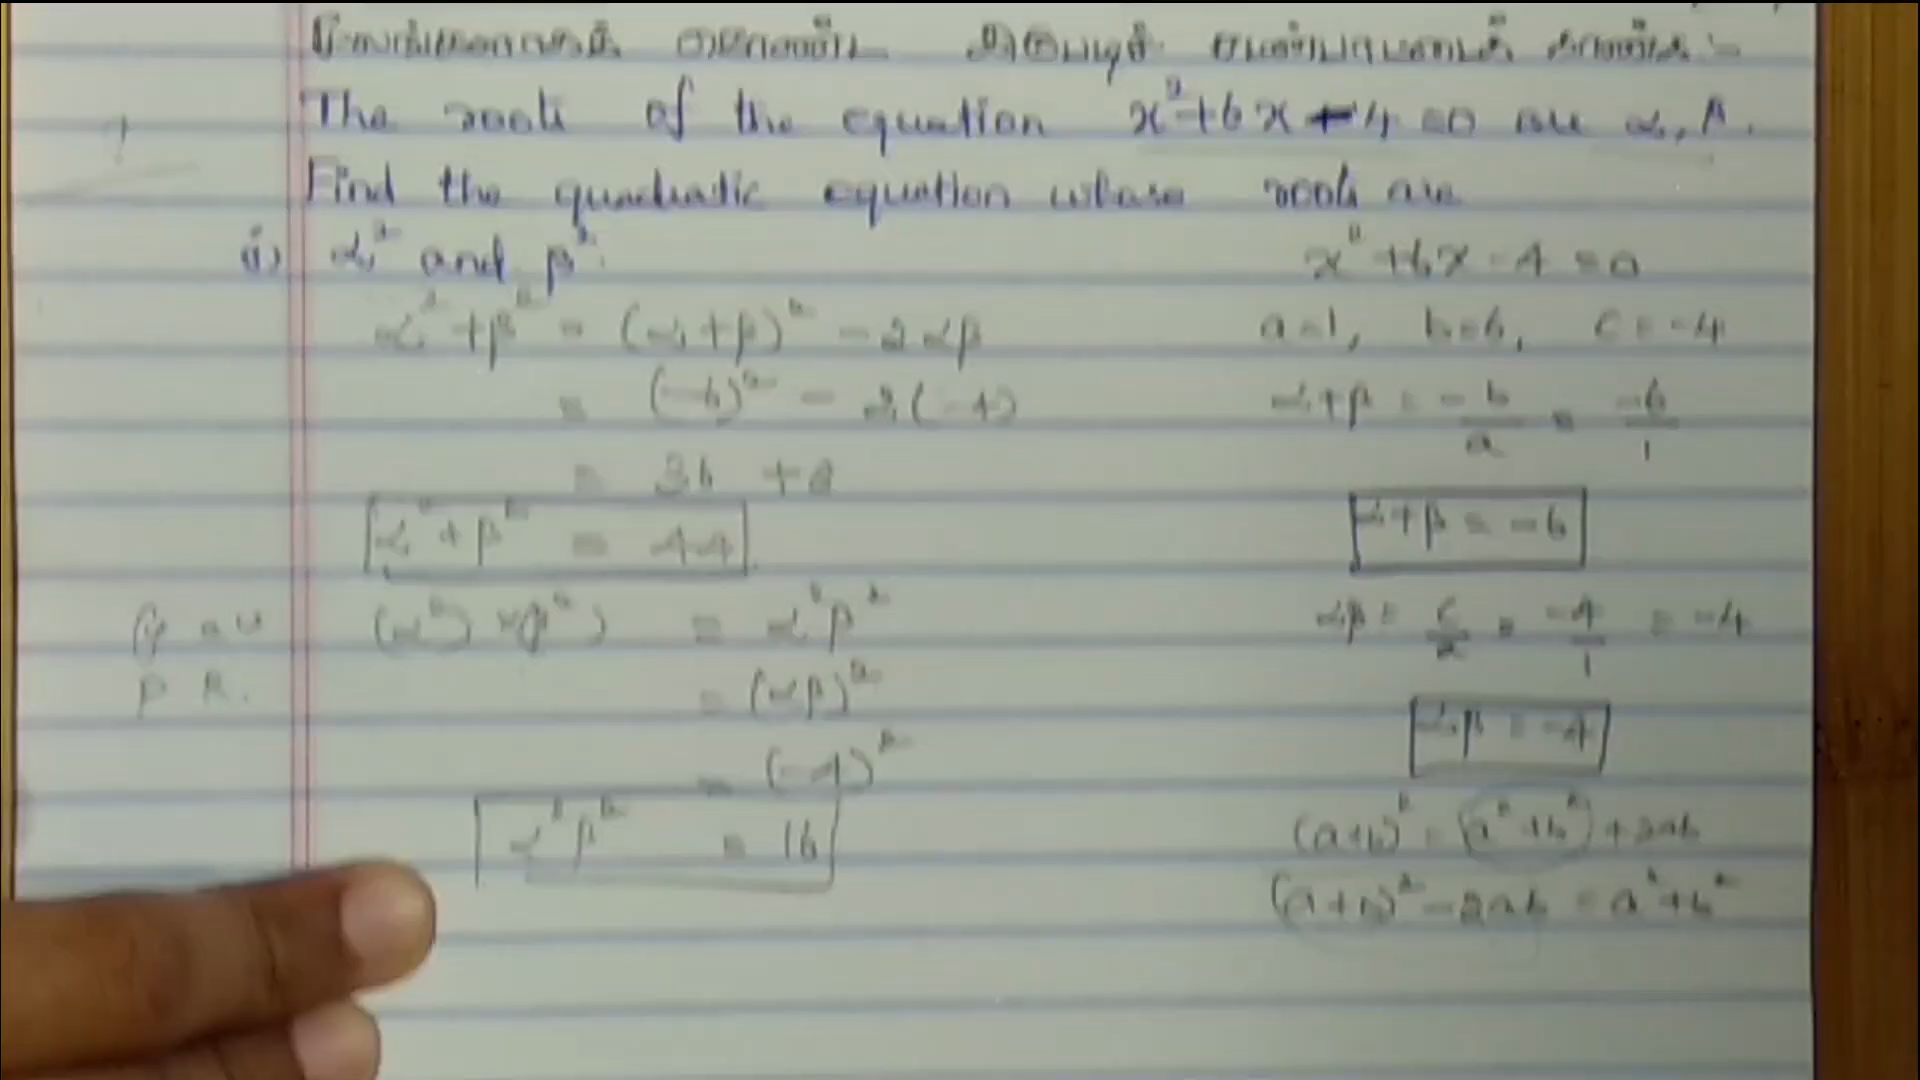 The roots of the equation x²+6x-4=0 are α, β.
Find the quadratic equation whose roots are
i) α² and β².
α²+β² = (α+β)² - 2αβ
= (-6)² - 2(-4)
= 36 + 8
α²+β² = 44
(α²) × (β²) = α²β²
P R.
= (αβ)²
= (-4)²
α²β² = 16
x²+6x-4=0
a=1, b=6, c=-4
α+β = -b/a = -6/1
α+β = -6
αβ = c/a = -4/1 = -4
αβ = -4
(a+b)² = (a²+b²)+2ab
(a+b)²-2ab = a²+b²